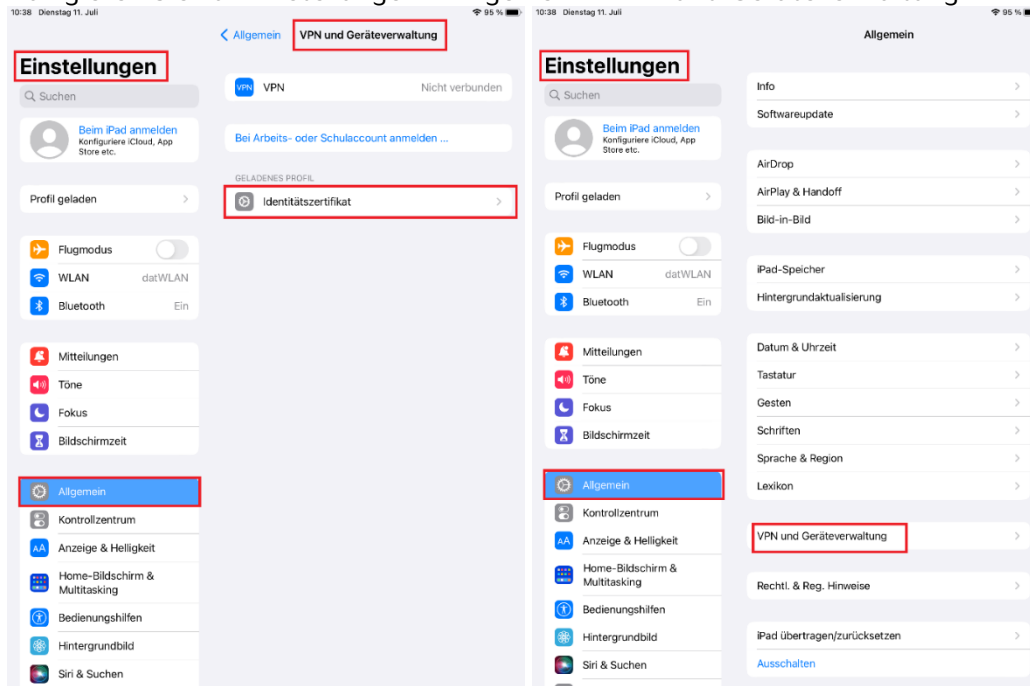 10:38 Dienstag 11. Juli
95 %
Allgemein
VPN und Geräteverwaltung
Einstellungen
Suchen
VPN
VPN
Nicht verbunden
Beim iPad anmelden
Konfiguriere iCloud, App
Store etc.
Bei Arbeits- oder Schulaccount anmelden ...
GELADENES PROFIL
Profil geladen
Identitätszertifikat
Flugmodus
WLAN
datWLAN
Bluetooth
Ein
Mitteilungen
Töne
Fokus
Bildschirmzeit
Allgemein
Kontrollzentrum
AA
Anzeige & Helligkeit
Home-Bildschirm &
Multitasking
Bedienungshilfen
Hintergrundbild
Siri & Suchen
10:38 Dienstag 11. Juli
95 %
Allgemein
Einstellungen
Suchen
Beim iPad anmelden
Konfiguriere iCloud, App
Store etc.
Profil geladen
Flugmodus
WLAN
datWLAN
Bluetooth
Ein
Mitteilungen
Töne
Fokus
Bildschirmzeit
Allgemein
Kontrollzentrum
AA
Anzeige & Helligkeit
Home-Bildschirm &
Multitasking
Bedienungshilfen
Hintergrundbild
Siri & Suchen
Info
Softwareupdate
AirDrop
AirPlay & Handoff
Bild-in-Bild
iPad-Speicher
Hintergrundaktualisierung
Datum & Uhrzeit
Tastatur
Gesten
Schriften
Sprache & Region
Lexikon
VPN und Geräteverwaltung
Rechtl. & Reg. Hinweise
iPad übertragen/zurücksetzen
Ausschalten